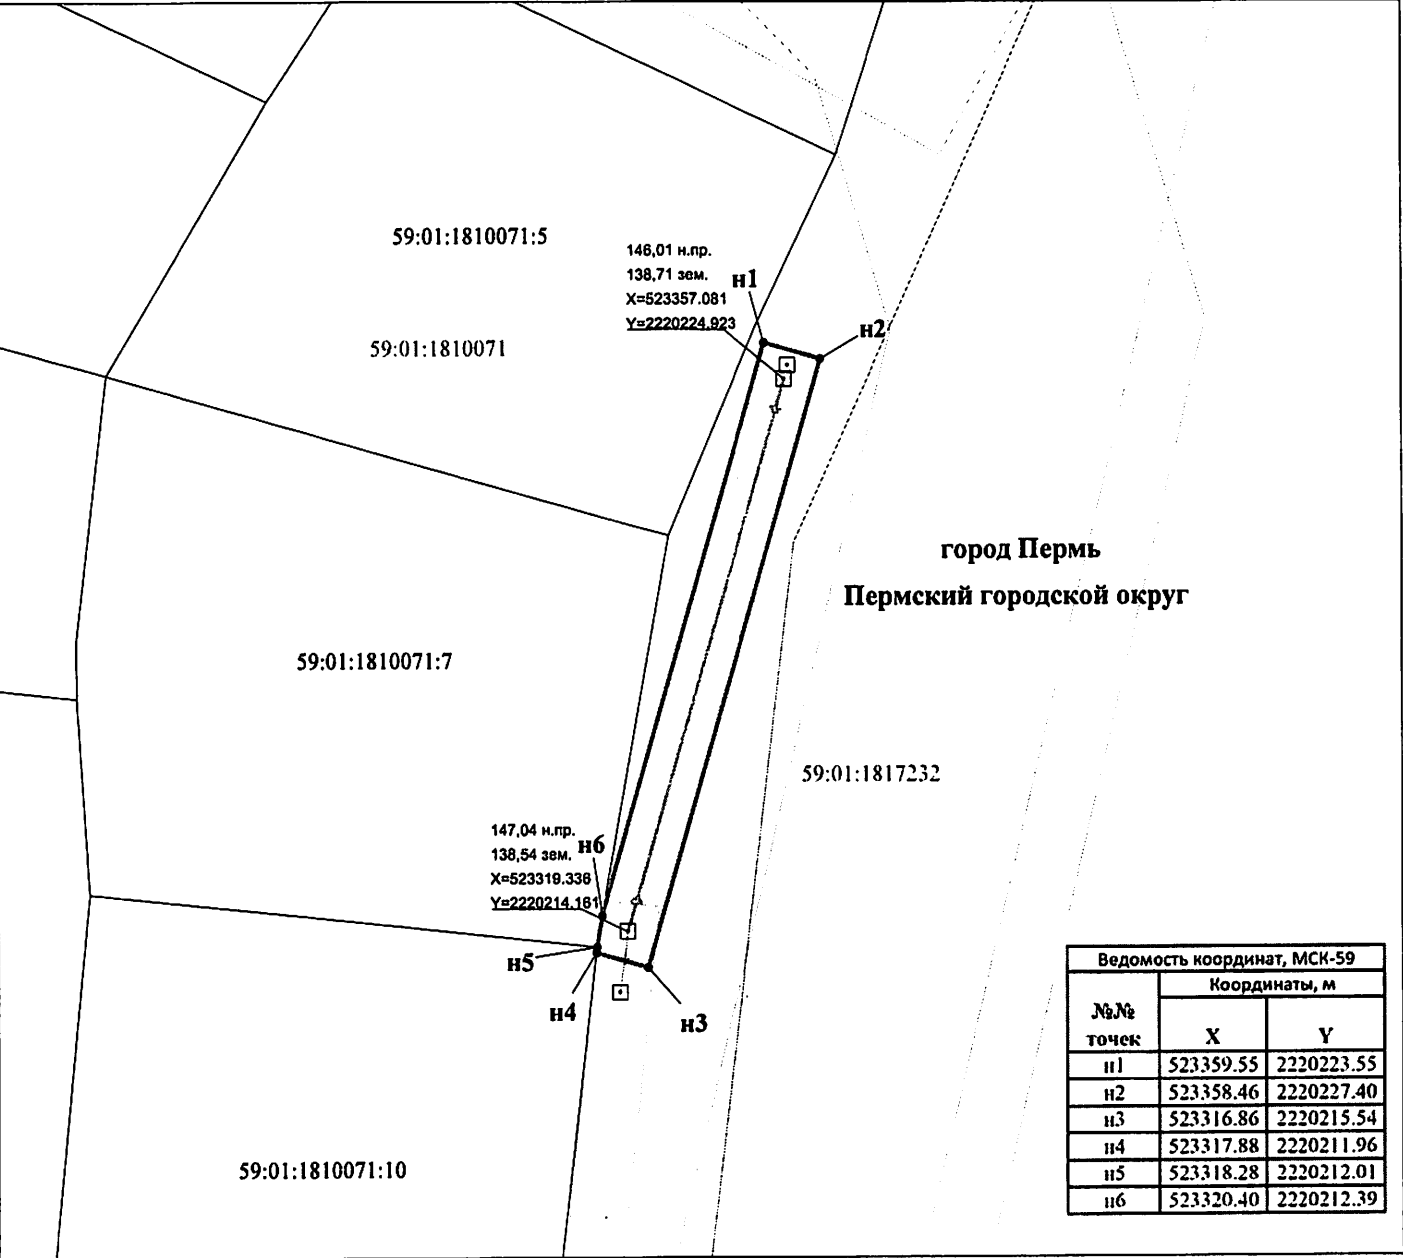 59:01:1810071:5
146,01 н.пр.
138,71 зем.
X=523357.081
Y=2220224.923
н1
н2
59:01:1810071
город Пермь
Пермский городской округ
59:01:1810071:7
59:01:1817232
147,04 н.пр.
138,54 зем.
X=523319.336
Y=2220214.161
н6
н5
н4
н3
59:01:1810071:10
Ведомость координат, МСК-59
№№ точек
Координаты, м
X Y
н1 523359.55 2220223.55
н2 523358.46 2220227.40
н3 523316.86 2220215.54
н4 523317.88 2220211.96
н5 523318.28 2220212.01
н6 523320.40 2220212.39